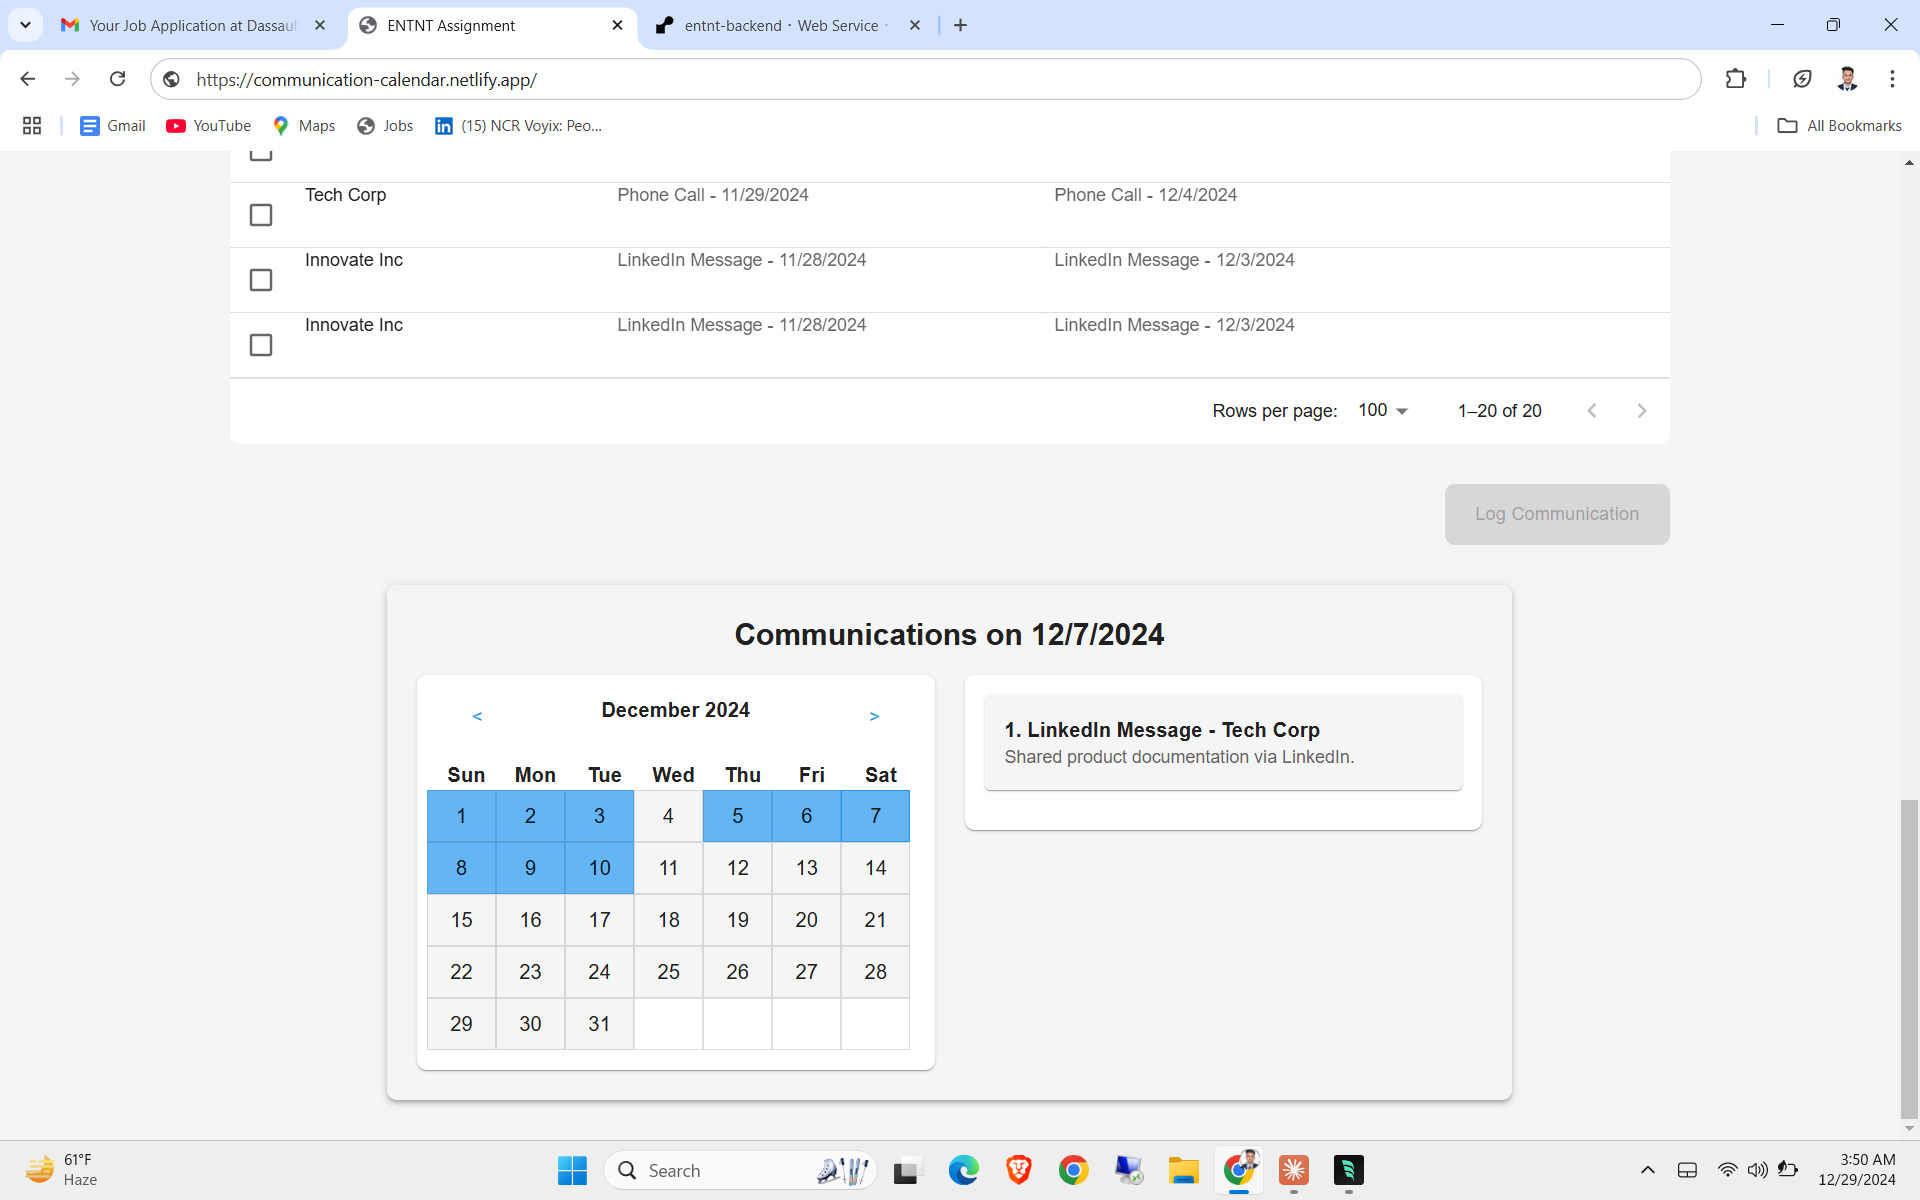 Your Job Application at Dassau
ENTNT Assignment
entnt-backend · Web Service ·
https://communication-calendar.netlify.app/
Gmail
YouTube
Maps
Jobs
(15) NCR Voyix: Peo...
All Bookmarks
Tech Corp Phone Call - 11/29/2024 Phone Call - 12/4/2024
Innovate Inc LinkedIn Message - 11/28/2024 LinkedIn Message - 12/3/2024
Innovate Inc LinkedIn Message - 11/28/2024 LinkedIn Message - 12/3/2024
Rows per page: 100 1–20 of 20
Log Communication
Communications on 12/7/2024
< December 2024 >
Sun Mon Tue Wed Thu Fri Sat
1 2 3 4 5 6 7
8 9 10 11 12 13 14
15 16 17 18 19 20 21
22 23 24 25 26 27 28
29 30 31
1. LinkedIn Message - Tech Corp
Shared product documentation via LinkedIn.
61°F
Haze
Search
3:50 AM
12/29/2024